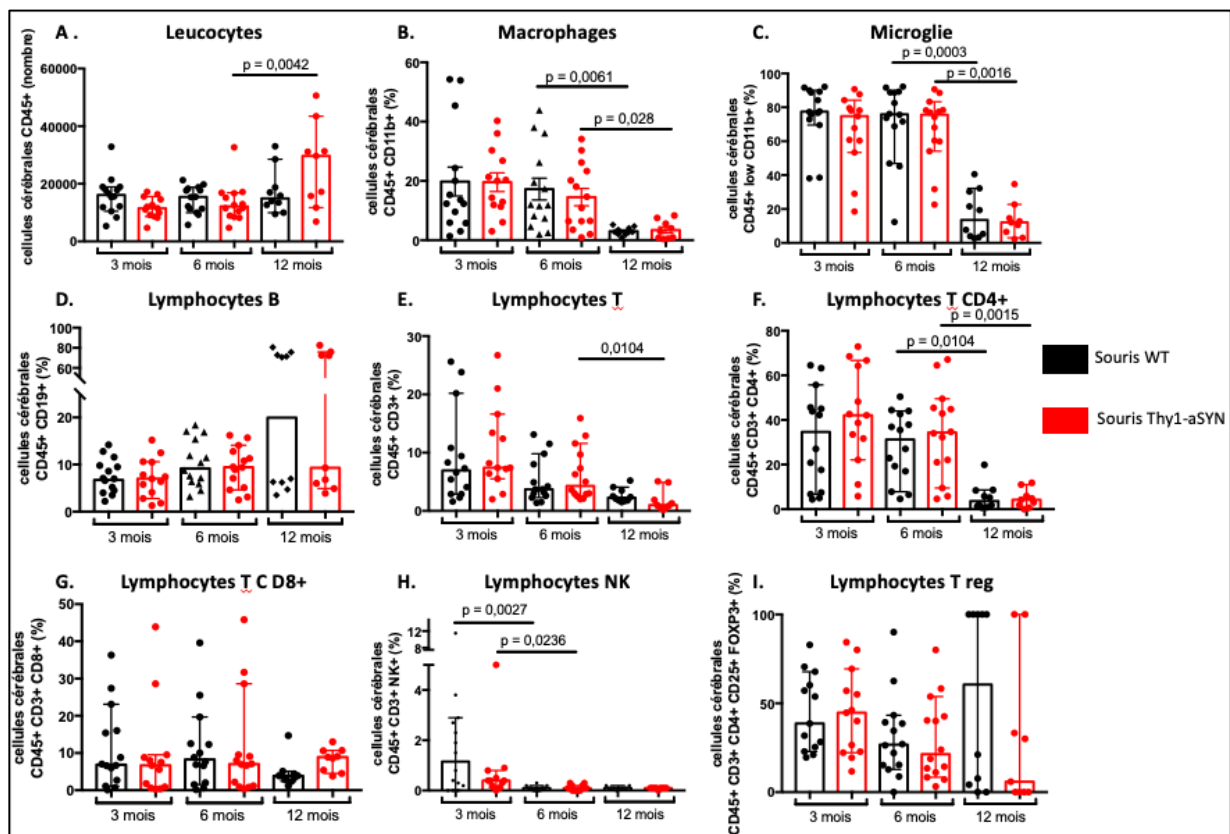 A .
Leucocytes
cellules cérébrales CD45+ (nombre)
60000
40000
20000
0
p = 0,0042
3 mois
6 mois
12 mois
B.
Macrophages
cellules cérébrales
CD45+ CD11b+ (%)
60
40
20
0
p = 0,0061
p = 0,028
3 mois
6 mois
12 mois
C.
Microglie
cellules cérébrales
CD45+ low CD11b+ (%)
100
80
60
40
20
0
p = 0,0003
p = 0,0016
3 mois
6 mois
12 mois
D.
Lymphocytes B
cellules cérébrales
CD45+ CD19+ (%)
100
80
60
20
10
0
3 mois
6 mois
12 mois
E.
Lymphocytes T
cellules cérébrales
CD45+ CD3+ (%)
30
20
10
0
0,0104
3 mois
6 mois
12 mois
F.
Lymphocytes T CD4+
cellules cérébrales
CD45+ CD3+ CD4+ (%)
80
60
40
20
0
p = 0,0015
p = 0,0104
3 mois
6 mois
12 mois
Souris WT
Souris Thy1-aSYN
G.
Lymphocytes T C D8+
cellules cérébrales
CD45+ CD3+ CD8+ (%)
50
40
30
20
10
0
3 mois
6 mois
12 mois
H.
Lymphocytes NK
cellules cérébrales
CD45+ CD3+ NK+ (%)
12
8
4
2
0
p = 0,0027
p = 0,0236
3 mois
6 mois
12 mois
I.
Lymphocytes T reg
cellules cérébrales
CD45+ CD3+ CD4+ CD25+ FOXP3+ (%)
100
50
0
3 mois
6 mois
12 mois